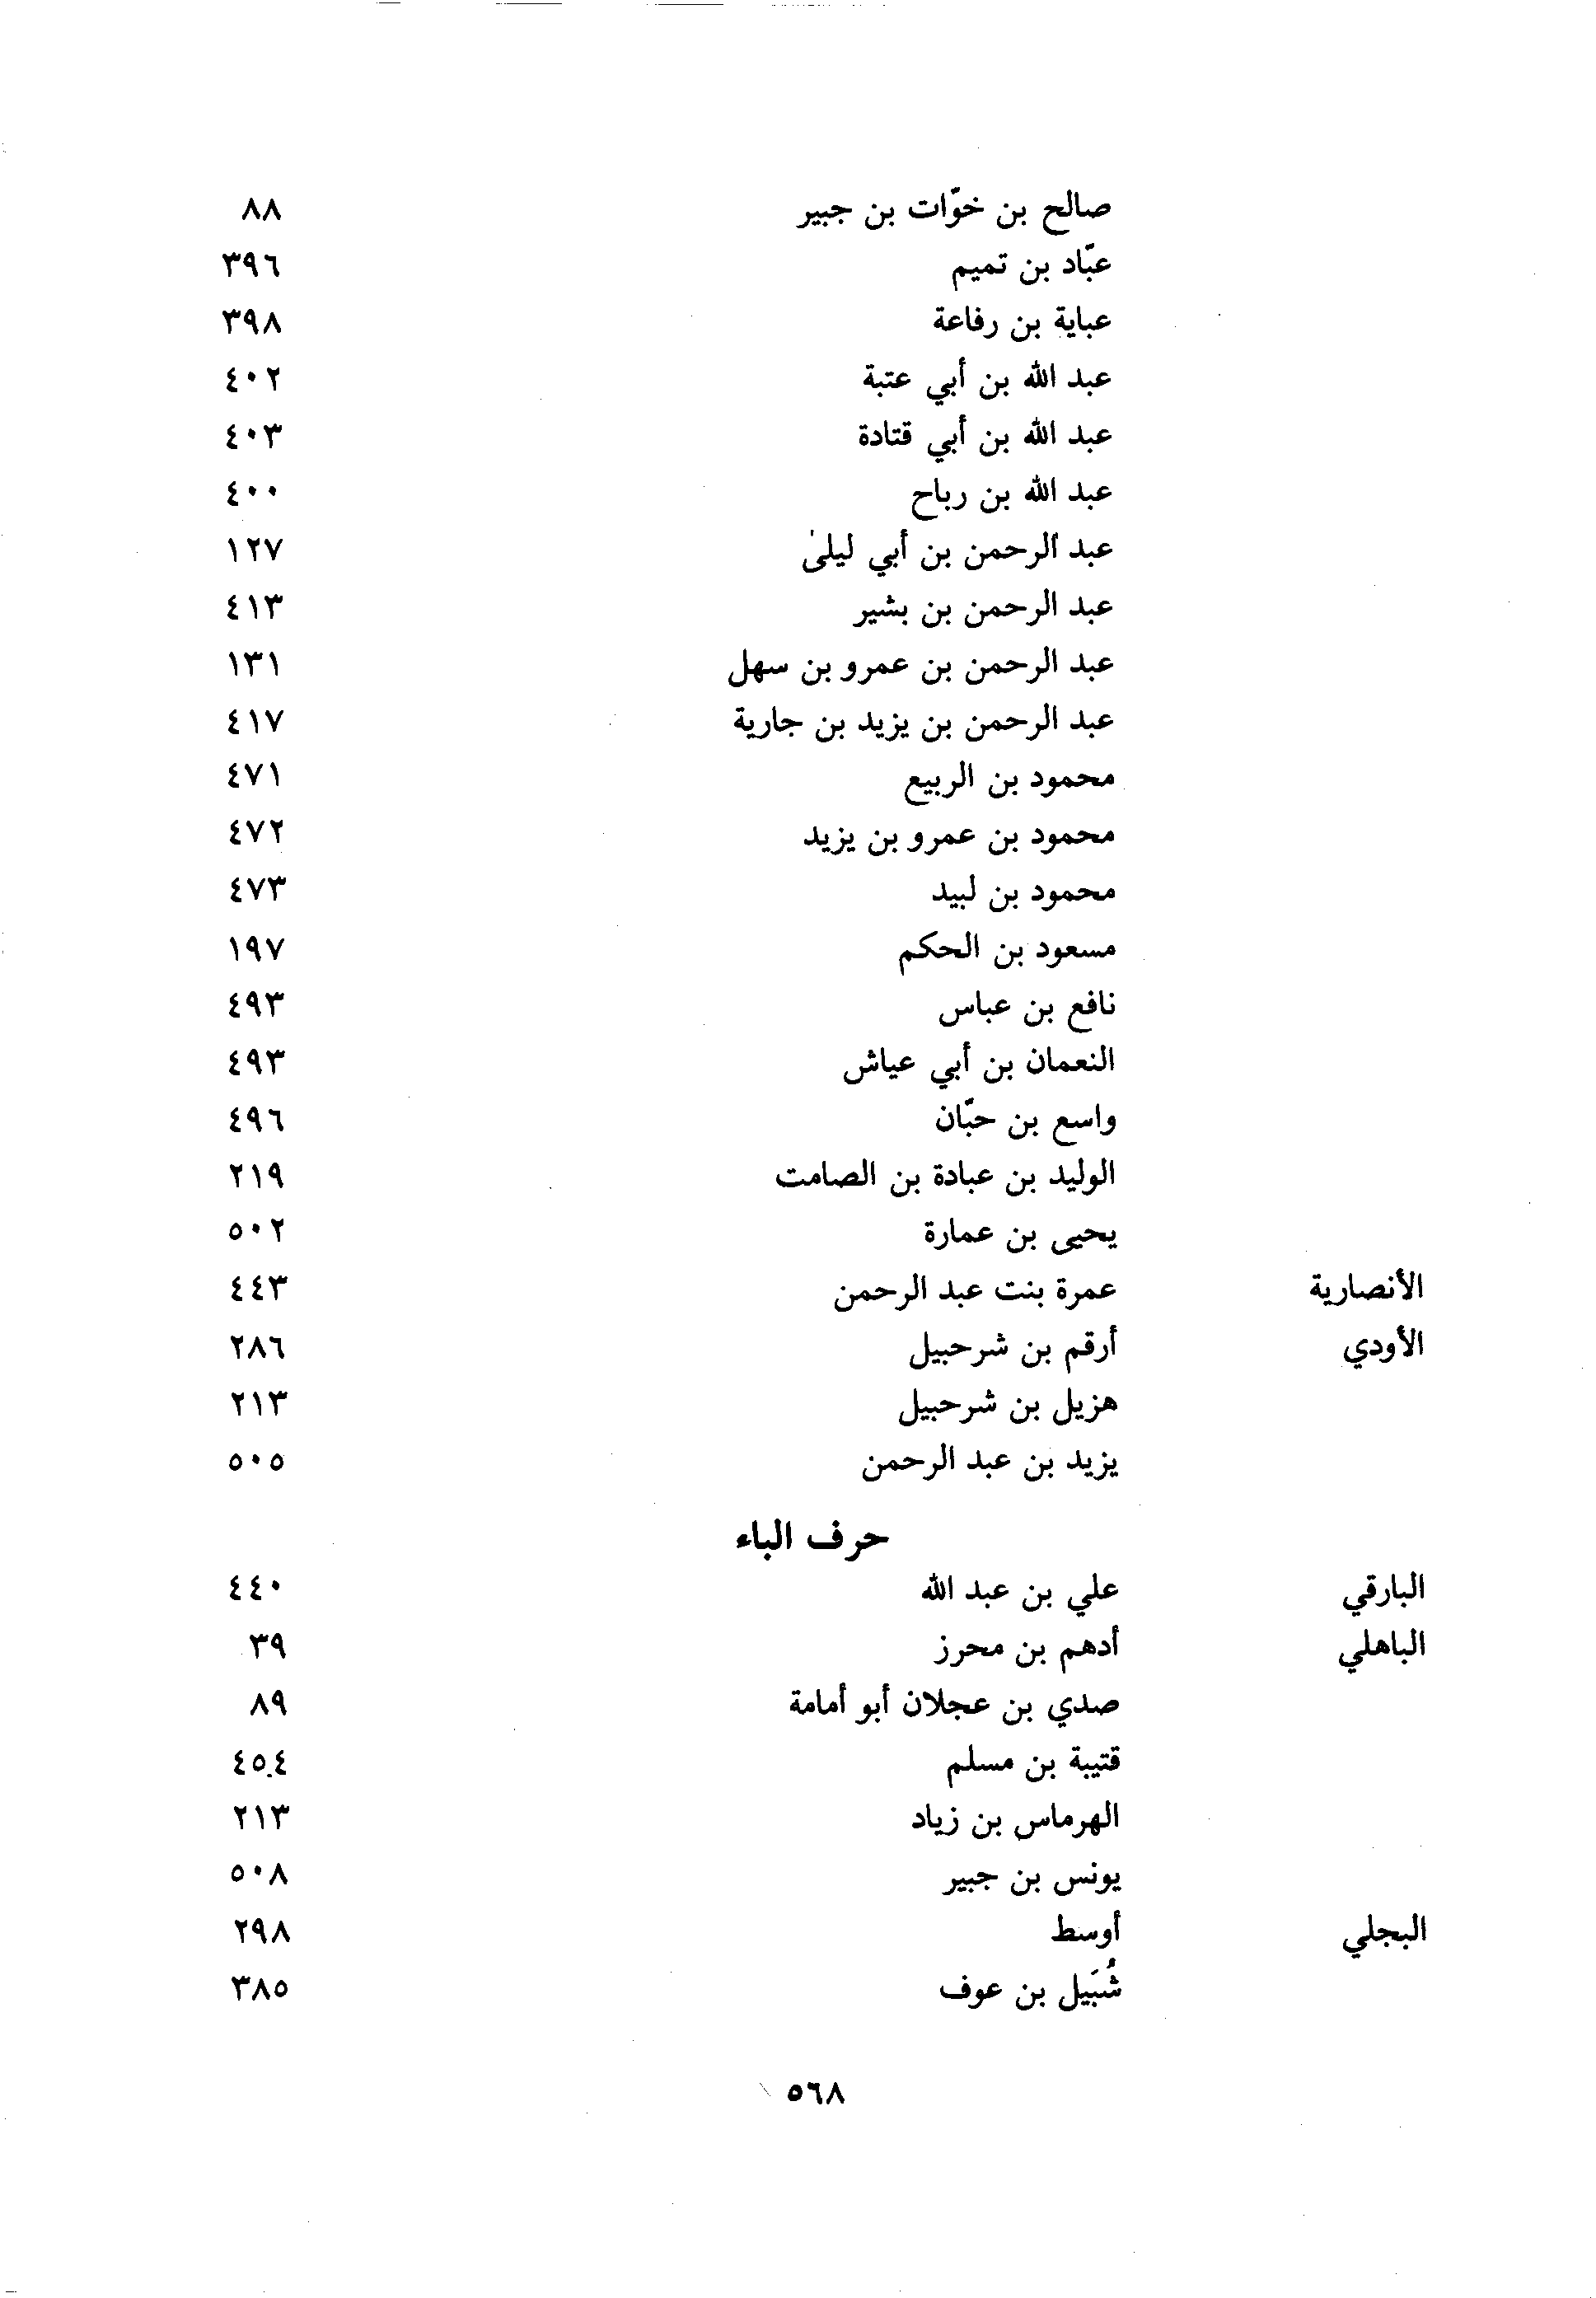 صالح بن خوّات بن جبير ٨٨
عبّاد بن تميم ٣٩٦
عباية بن رفاعة ٣٩٨
عبد الله بن أبي عتبة ٤٠٢
عبد الله بن أبي قتادة ٤٠٣
عبد الله بن رباح ٤٠٠
عبد الرحمن بن أبي ليلىٰ ١٢٧
عبد الرحمن بن بشير ٤١٣
عبد الرحمن بن عمرو بن سهل ١٣١
عبد الرحمن بن يزيد بن جارية ٤١٧
محمود بن الربيع ٤٧١
محمود بن عمرو بن يزيد ٤٧٢
محمود بن لبيد ٤٧٣
مسعود بن الحكم ١٩٧
نافع بن عباس ٤٩٣
النعمان بن أبي عياش ٤٩٣
واسع بن حبّان ٤٩٦
الوليد بن عبادة بن الصامت ٢١٩
يحيى بن عمارة ٥٠٢
الأنصارية عمرة بنت عبد الرحمن ٤٤٣
الأودي أرقم بن شرحبيل ٢٨٦
هزيل بن شرحبيل ٢١٣
يزيد بن عبد الرحمن ٥٠٥
حرف الباء
البارقي علي بن عبد الله ٤٤٠
الباهلي أدهم بن محرز ٣٩
صدي بن عجلان أبو أمامة ٨٩
قتيبة بن مسلم ٤٥٤
الهرماس بن زياد ٢١٣
يونس بن جبير ٥٠٨
البجلي أوسط ٢٩٨
شُبَيل بن عوف ٣٨٥
٥٦٨